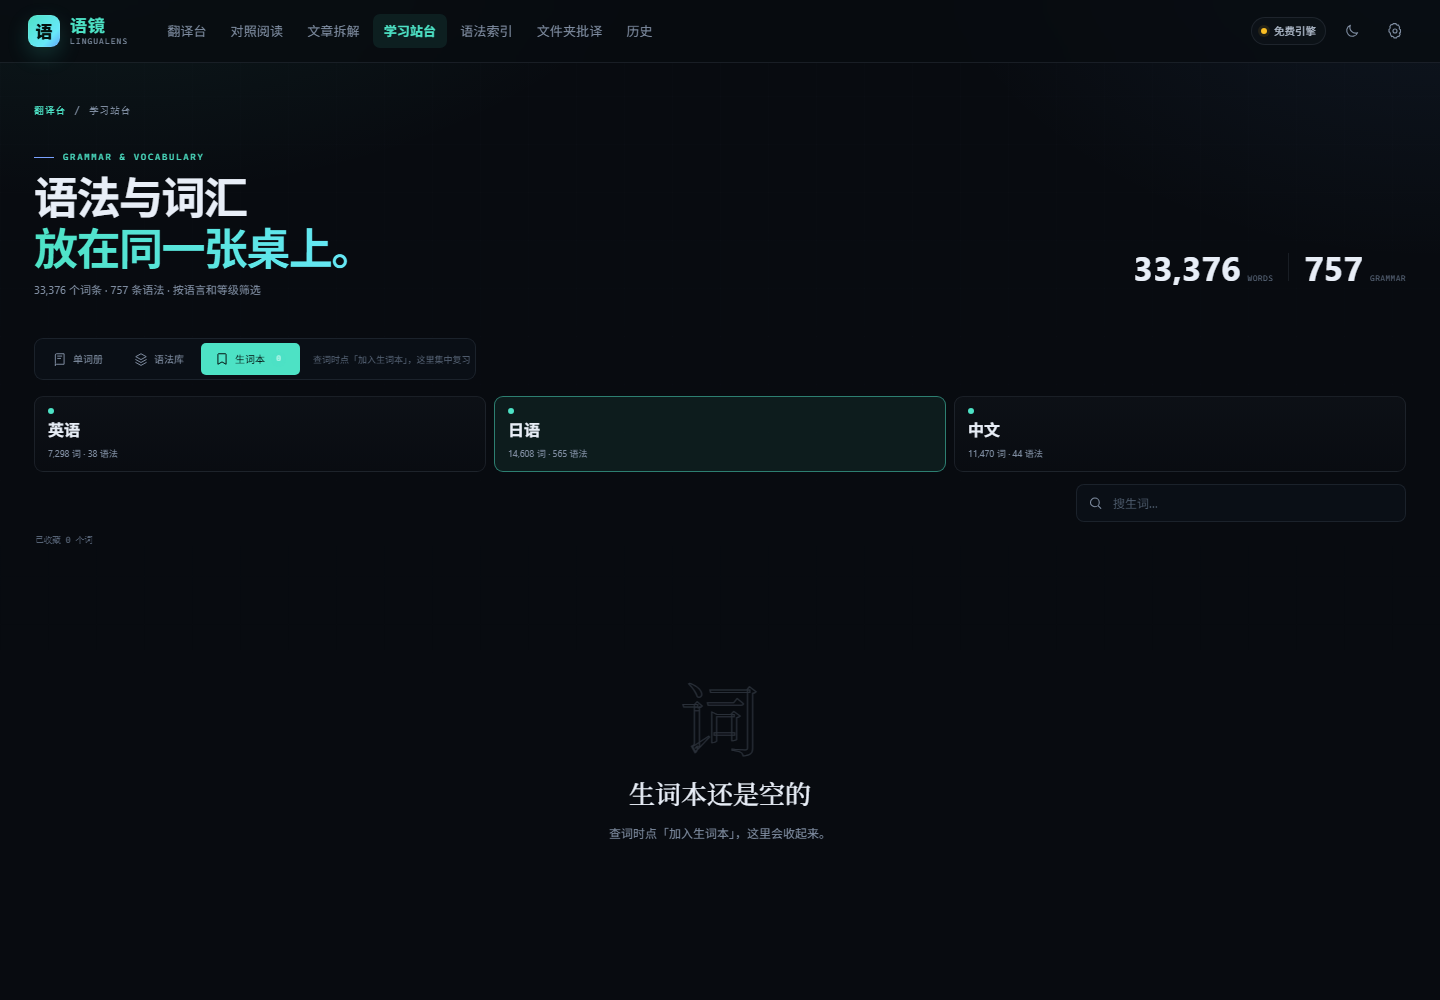 语 语镜
LINGUALENS
翻译台 对照阅读 文章拆解 学习站台 语法索引 文件夹批译 历史
免费引擎
翻译台 / 学习站台
GRAMMAR & VOCABULARY
语法与词汇
放在同一张桌上。
33,376 个词条 · 757 条语法 · 按语言和等级筛选
33,376 WORDS 757 GRAMMAR
单词册 语法库 生词本 0 查词时点「加入生词本」，这里集中复习
英语
7,298 词 · 38 语法
日语
14,608 词 · 565 语法
中文
11,470 词 · 44 语法
搜生词...
已收藏 0 个词
词
生词本还是空的
查词时点「加入生词本」，这里会收起来。